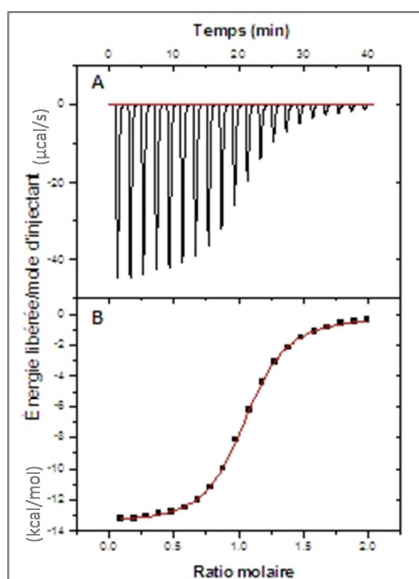 Temps (min)
0 10 20 30 40
A
0
-20
-40
(µcal/s)
Énergie libérée/mole d'injectant
B
0
-2
-4
-6
-8
-10
-12
-14
(kcal/mol)
0.0 0.5 1.0 1.5 2.0
Ratio molaire